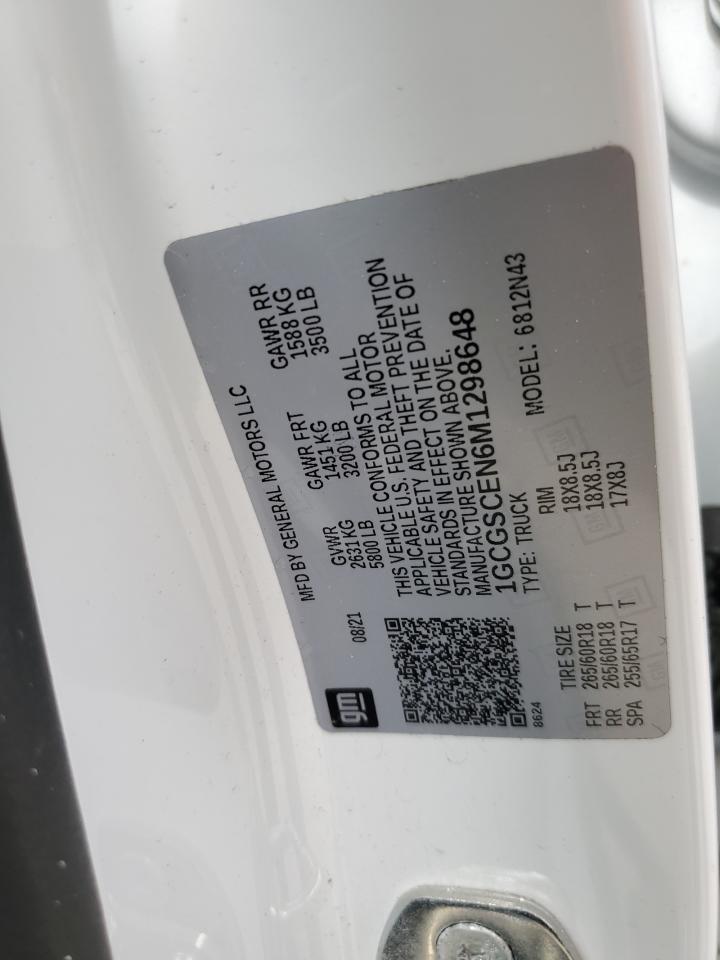 MFD BY GENERAL MOTORS LLC
gm
08/21
GVWR
2631 KG
5800 LB
GAWR FRT
1451 KG
3200 LB
GAWR RR
1588 KG
3500 LB
THIS VEHICLE CONFORMS TO ALL
APPLICABLE U.S. FEDERAL MOTOR
VEHICLE SAFETY AND THEFT PREVENTION
STANDARDS IN EFFECT ON THE DATE OF
MANUFACTURE SHOWN ABOVE.
1GCGSCEN6M1298648
TYPE: TRUCK
MODEL: 6812N43
8624
TIRE SIZE RIM
FRT 265/60R18 T 18X8.5J
RR 265/60R18 T 18X8.5J
SPA 255/65R17 T 17X8J